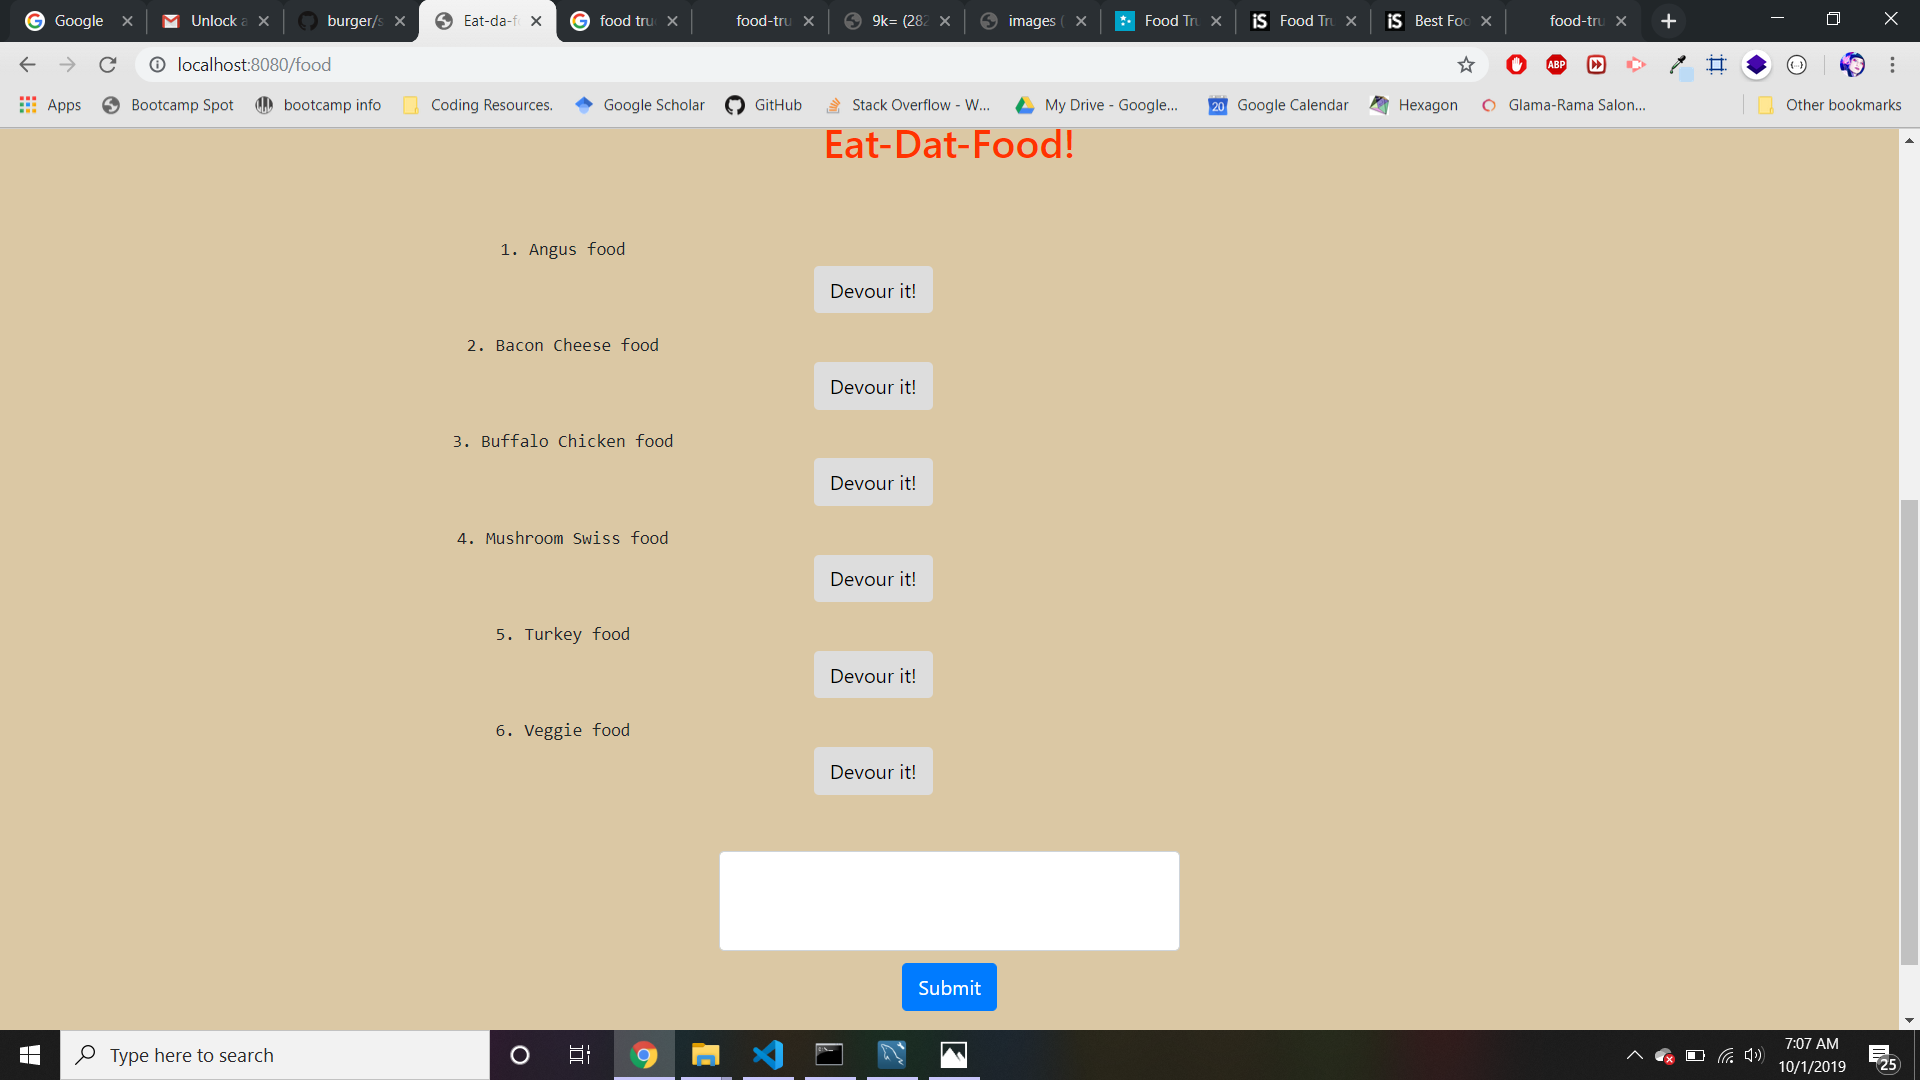 Google
Unlock a
burger/s
Eat-da-f
food tru
food-tru
9k= (282
images (
Food Tru
Food Tru
Best Foo
food-tru
localhost:8080/food
ABP
Apps
Bootcamp Spot
bootcamp info
Coding Resources.
Google Scholar
GitHub
Stack Overflow - W...
My Drive - Google...
20
Google Calendar
Hexagon
Glama-Rama Salon...
Other bookmarks
Eat-Dat-Food!
1. Angus food
Devour it!
2. Bacon Cheese food
Devour it!
3. Buffalo Chicken food
Devour it!
4. Mushroom Swiss food
Devour it!
5. Turkey food
Devour it!
6. Veggie food
Devour it!
Submit
Type here to search
7:07 AM
10/1/2019
25